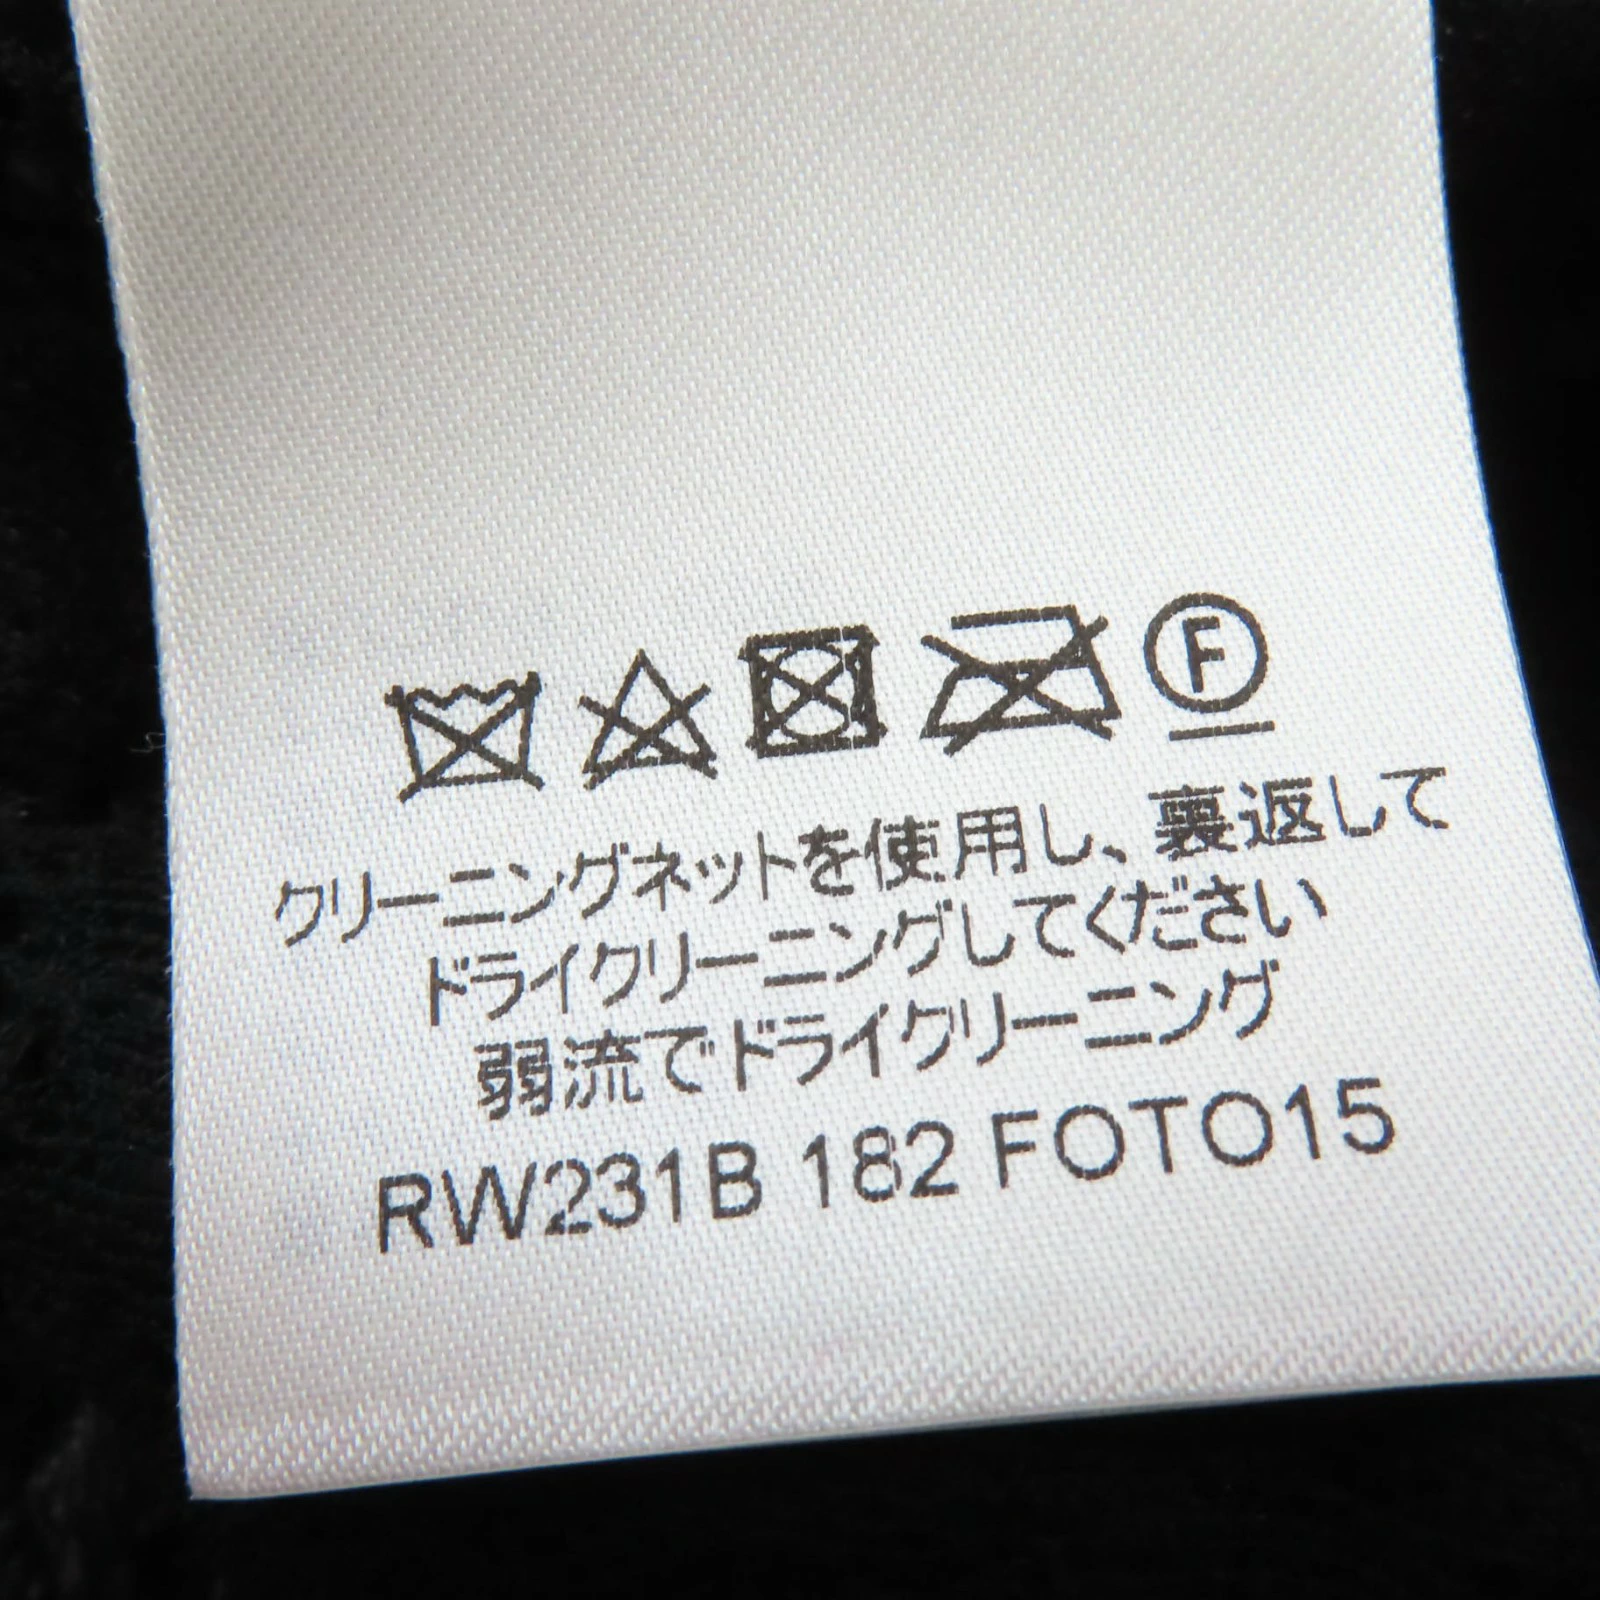 F
クリーニングネットを使用し、裏返して
ドライクリーニングしてください
弱流でドライクリーニング
RW231B 182 FOTO15